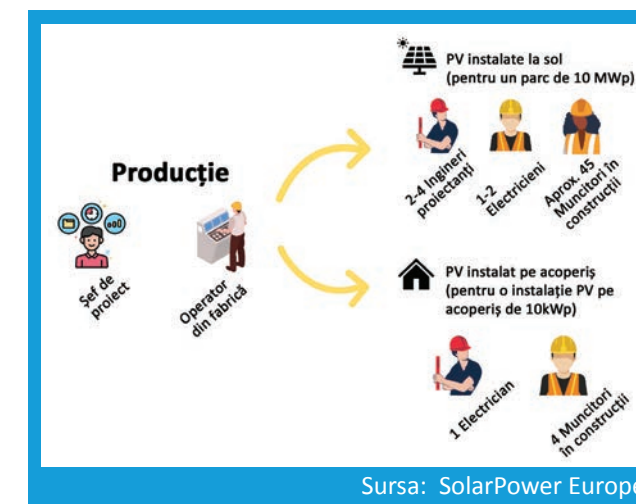 PV instalate la sol
(pentru un parc de 10 MWp)
2-4 Ingineri
proiectanți
1-2
Electricieni
Aprox. 45
Muncitori în
construcții
Producție
Șef de
proiect
Operator
din fabrică
PV instalat pe acoperiș
(pentru o instalație PV pe
acoperiș de 10kWp)
1 Electrician
4 Muncitori
în construcții
Sursa: SolarPower Europe